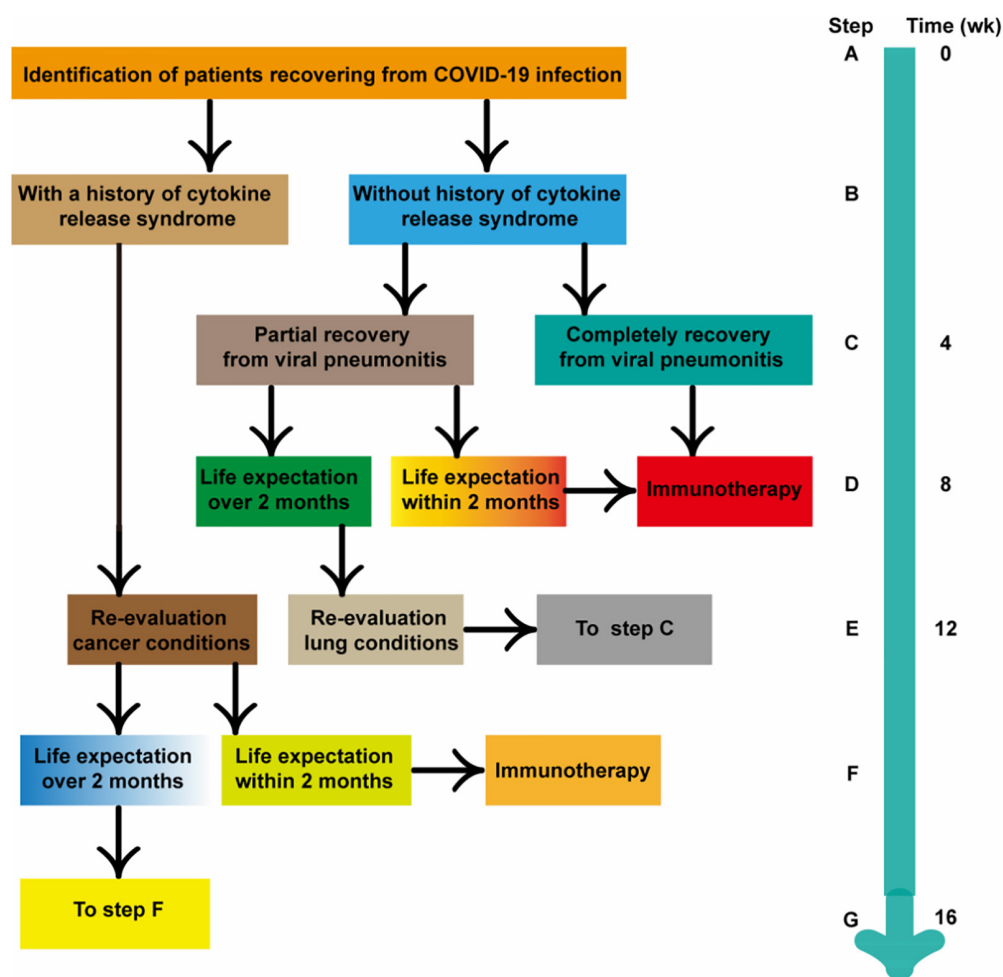 Step Time (wk)
A 0
Identification of patients recovering from COVID-19 infection
With a history of cytokine
release syndrome
Without history of cytokine
release syndrome
B
Partial recovery
from viral pneumonitis
Completely recovery
from viral pneumonitis
C 4
Life expectation
over 2 months
Life expectation
within 2 months
Immunotherapy
D 8
Re-evaluation
cancer conditions
Re-evaluation
lung conditions
To step C
E 12
Life expectation
over 2 months
Life expectation
within 2 months
Immunotherapy
F
To step F
G 16